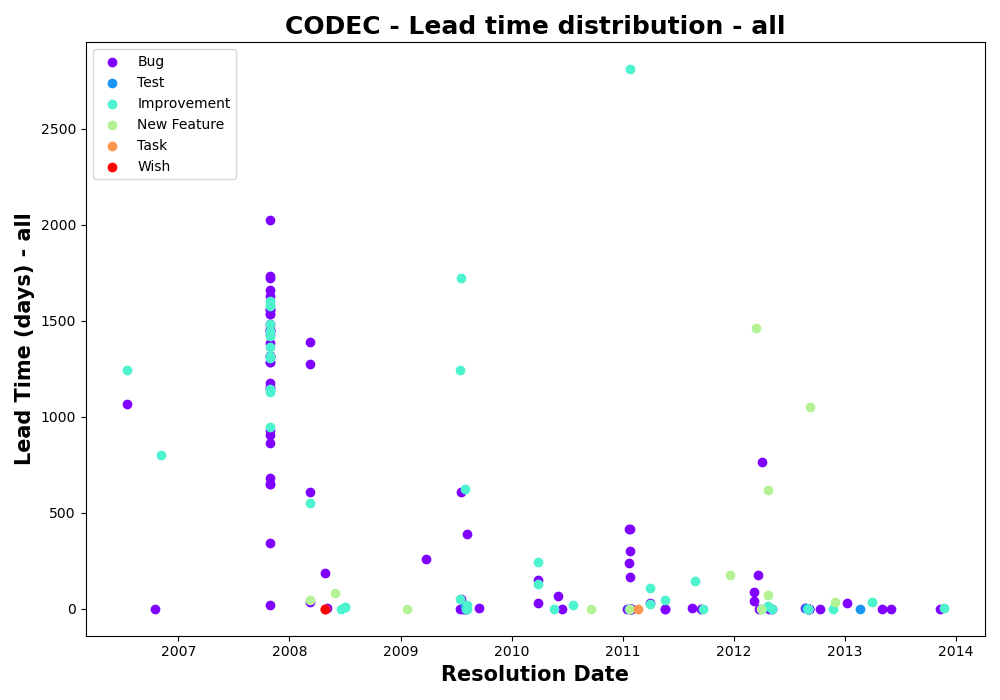 CODEC - Lead time distribution - all
Bug
Test
Improvement
New Feature
Task
Wish
Lead Time (days) - all
2500
2000
1500
1000
500
0
2007 2008 2009 2010 2011 2012 2013 2014
Resolution Date